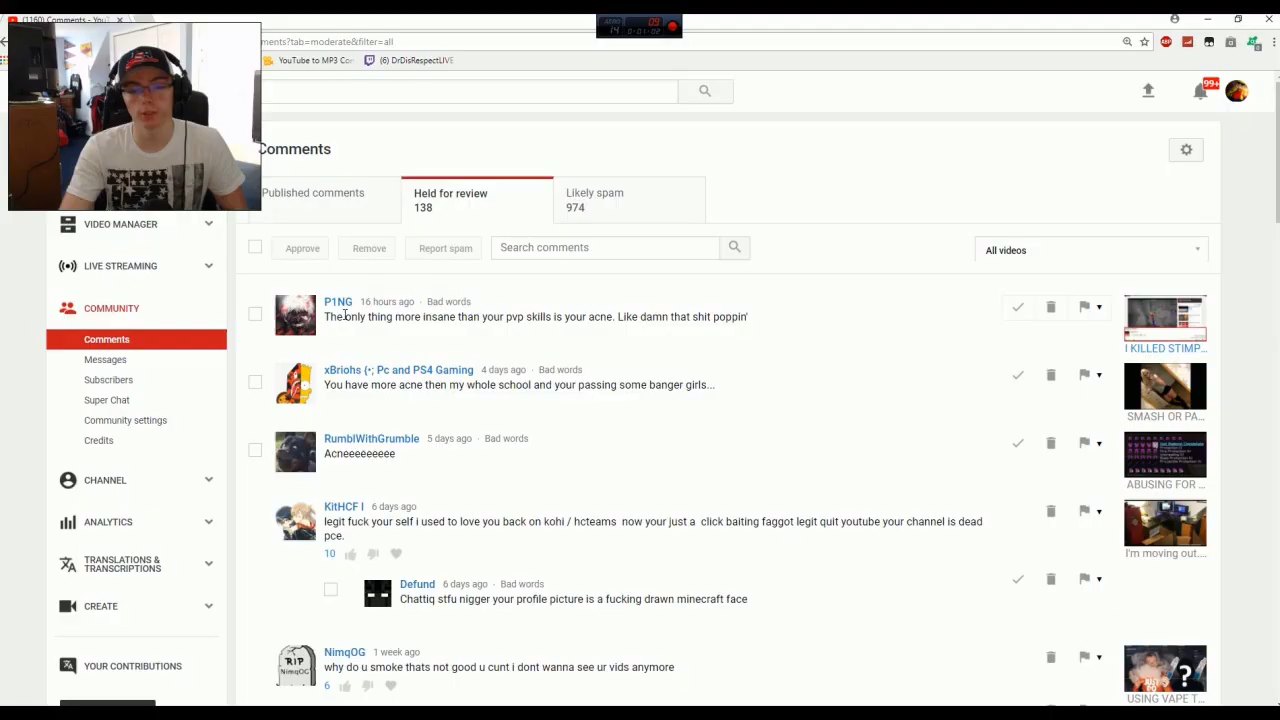 (1160) Comments - YouT
ments?tab=moderate&filter=all
YouTube to MP3 Con
(6) DrDisRespectLIVE
99+
Comments
Published comments
Held for review
138
Likely spam
974
Approve
Remove
Report spam
Search comments
All videos
VIDEO MANAGER
LIVE STREAMING
COMMUNITY
Comments
Messages
Subscribers
Super Chat
Community settings
Credits
CHANNEL
ANALYTICS
TRANSLATIONS &
TRANSCRIPTIONS
CREATE
YOUR CONTRIBUTIONS
P1NG 16 hours ago · Bad words
The only thing more insane than your pvp skills is your acne. Like damn that shit poppin'
I KILLED STIMP...
xBriohs {•; Pc and PS4 Gaming 4 days ago · Bad words
You have more acne then my whole school and your passing some banger girls...
SMASH OR PA...
RumblWithGrumble 5 days ago · Bad words
Acneeeeeeeee
ABUSING FOR ...
KitHCF l 6 days ago
legit fuck your self i used to love you back on kohi / hcteams now your just a click baiting faggot legit quit youtube your channel is dead
pce.
10
I'm moving out...
Defund 6 days ago · Bad words
Chattiq stfu nigger your profile picture is a fucking drawn minecraft face
RIP
NimqOG
NimqOG 1 week ago
why do u smoke thats not good u cunt i dont wanna see ur vids anymore
6
USING VAPE T...